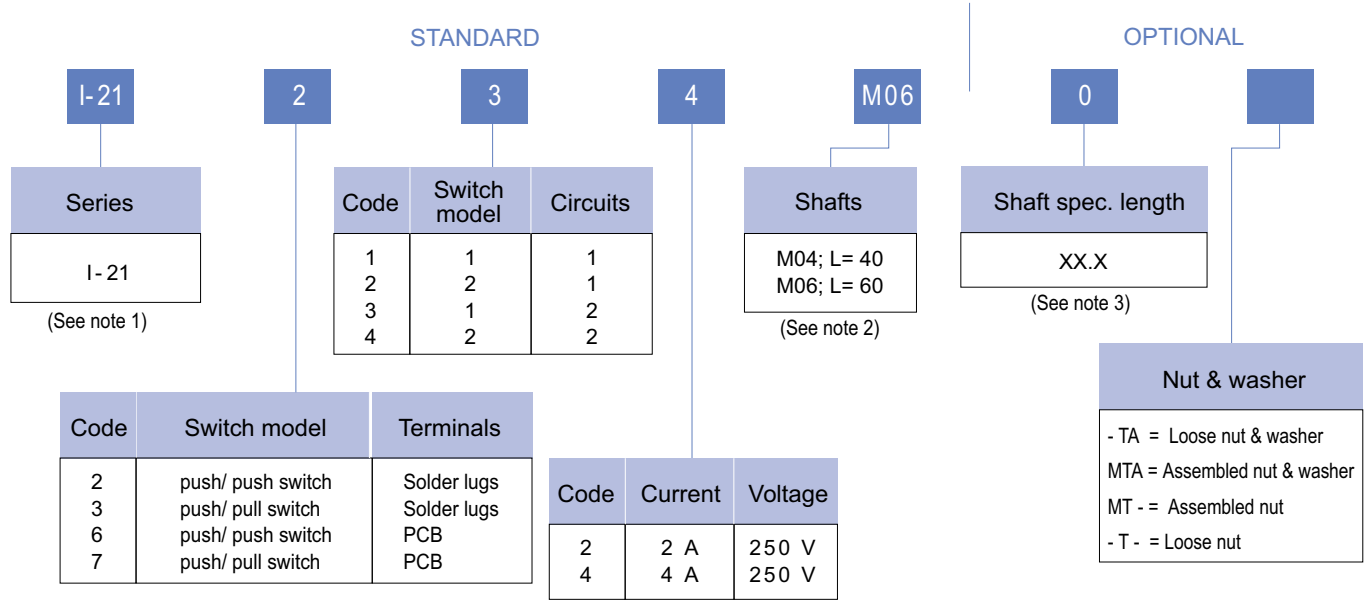 STANDARD
OPTIONAL
I-21 2 3 4 M06 0
Series
I-21
(See note 1)
Code Switch model Circuits
1 1 1
2 2 1
3 1 2
4 2 2
Shafts
M04; L= 40
M06; L= 60
(See note 2)
Shaft spec. length
XX.X
(See note 3)
Code Switch model Terminals
2 push/ push switch Solder lugs
3 push/ pull switch Solder lugs
6 push/ push switch PCB
7 push/ pull switch PCB
Code Current Voltage
2 2 A 250 V
4 4 A 250 V
Nut & washer
- TA = Loose nut & washer
MTA = Assembled nut & washer
MT - = Assembled nut
- T - = Loose nut